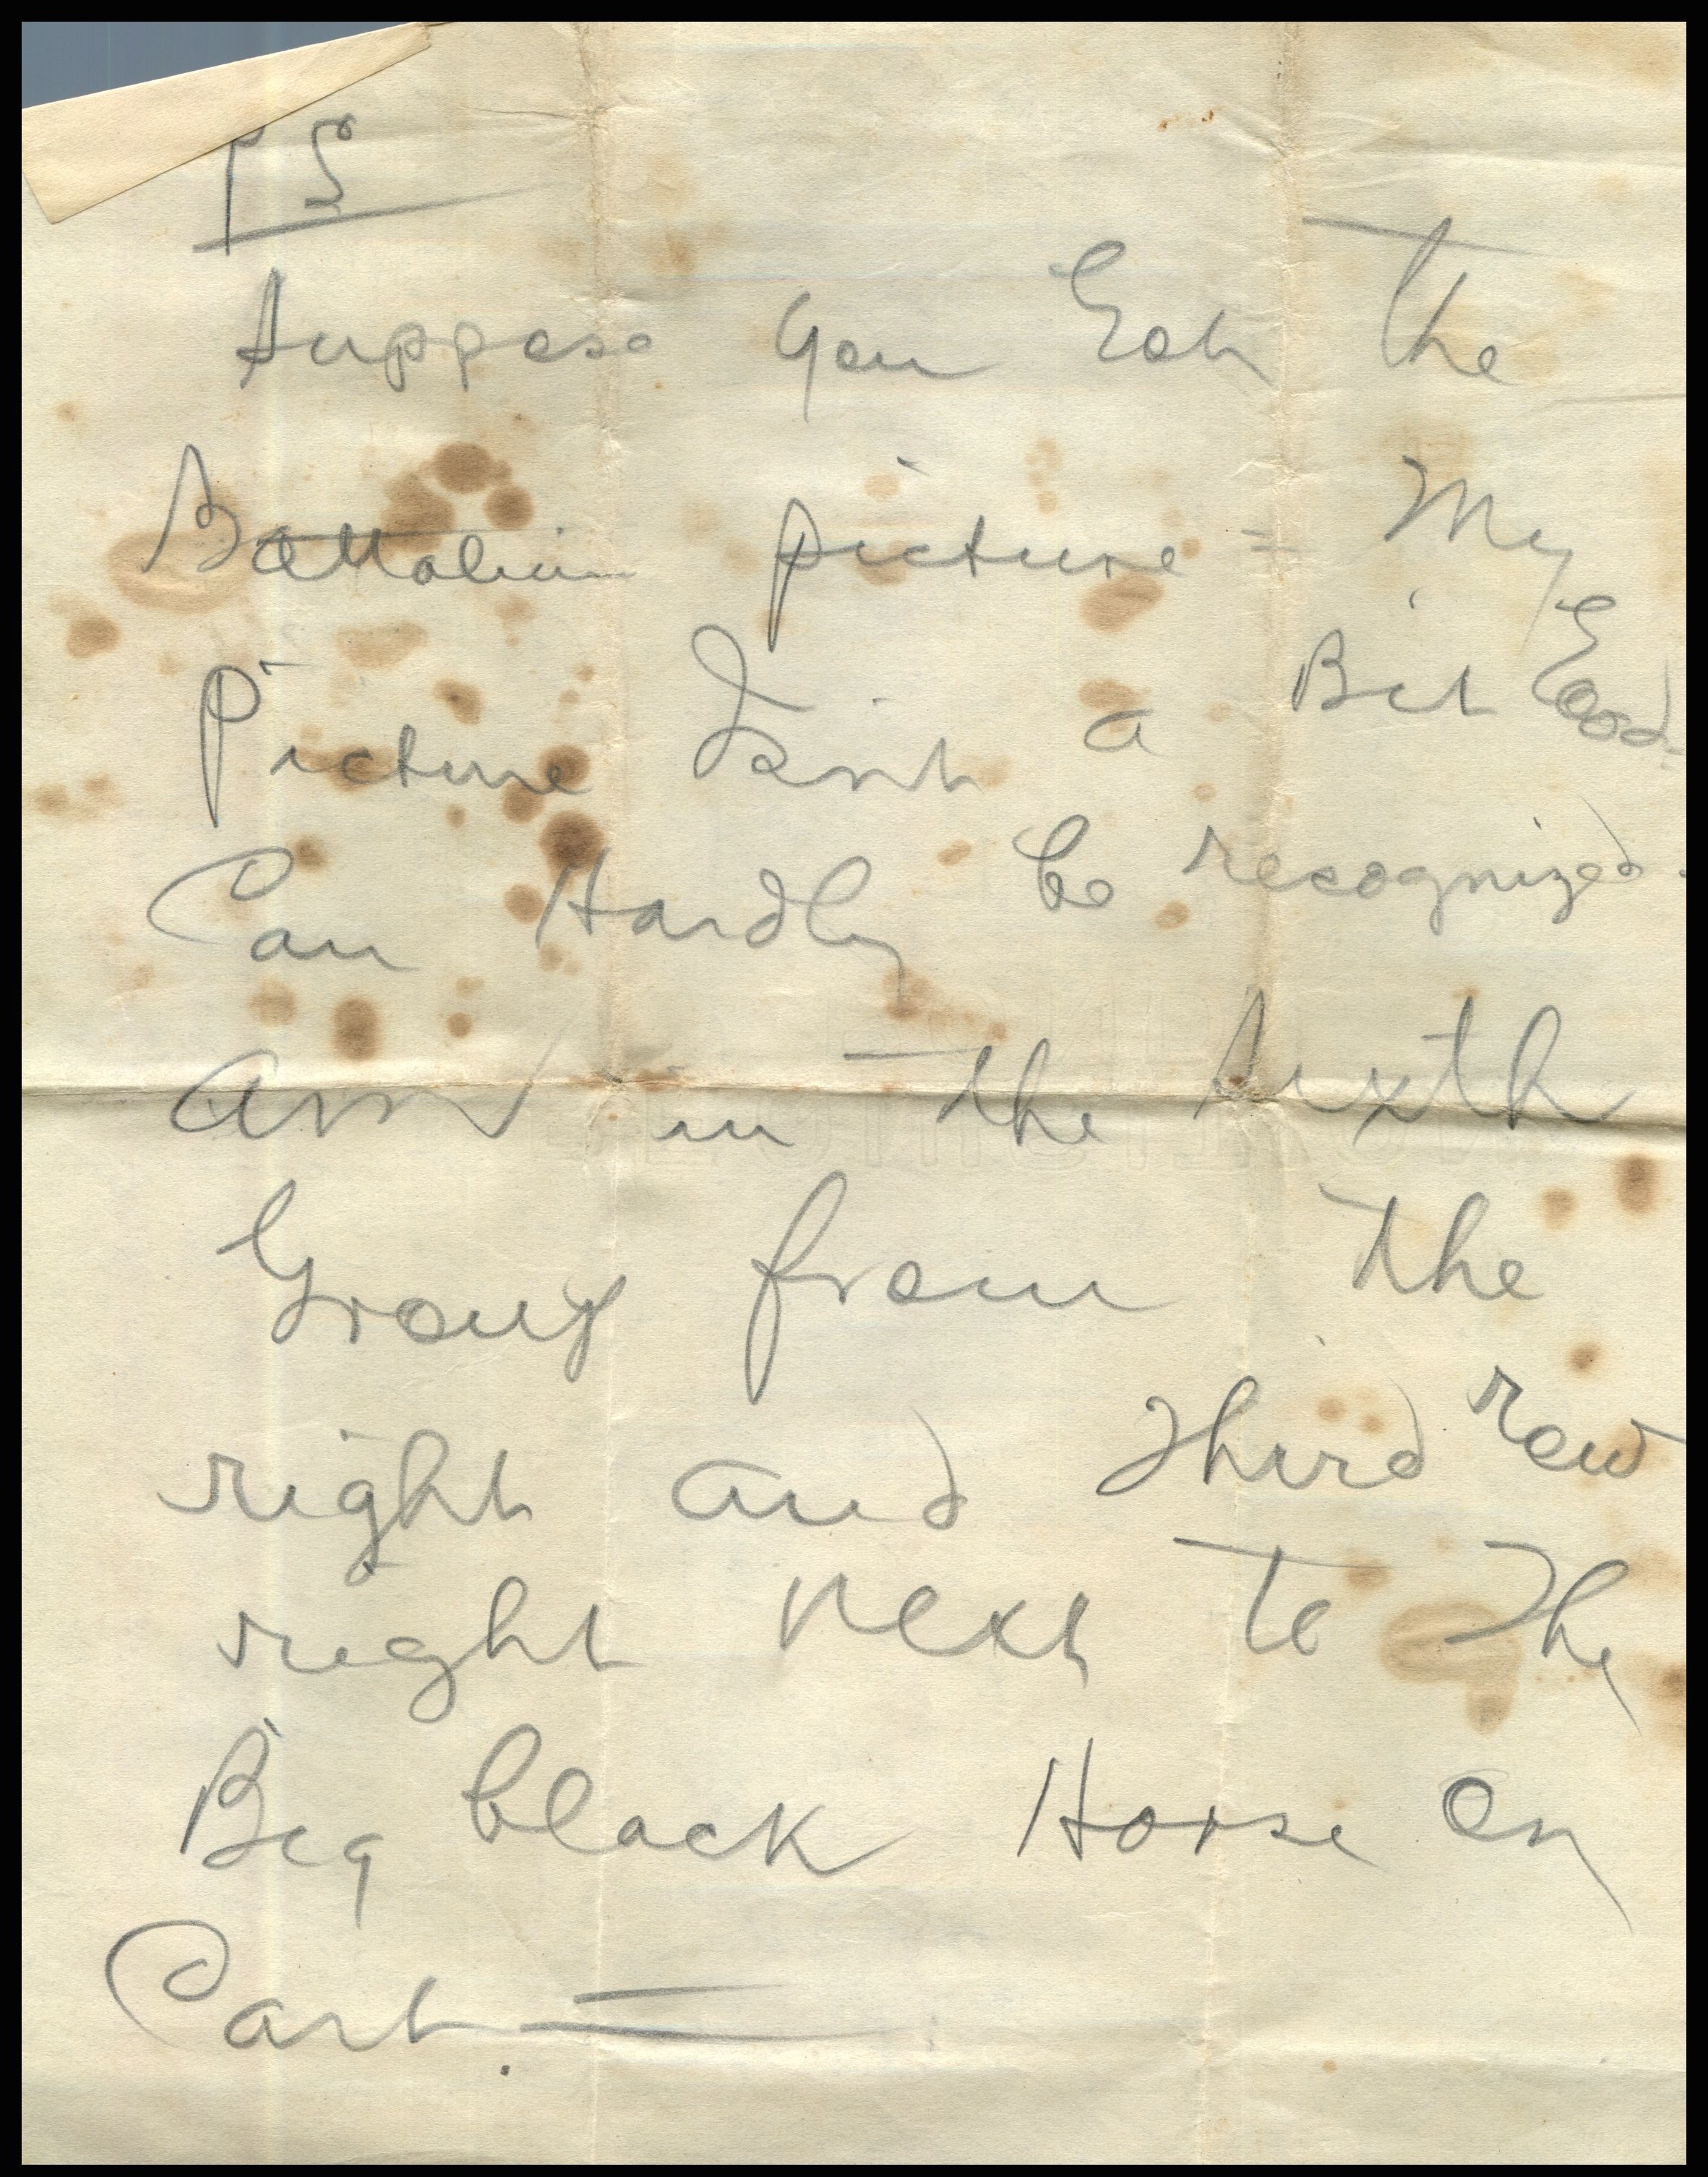 PS
Suppose you Got the
Battalion picture = My
Picture Isnt a Bit Good
Can Hardly be recognized.
am in the sixth
Group from the
right and Third row
right next to The
Big black Horse on
Cart.